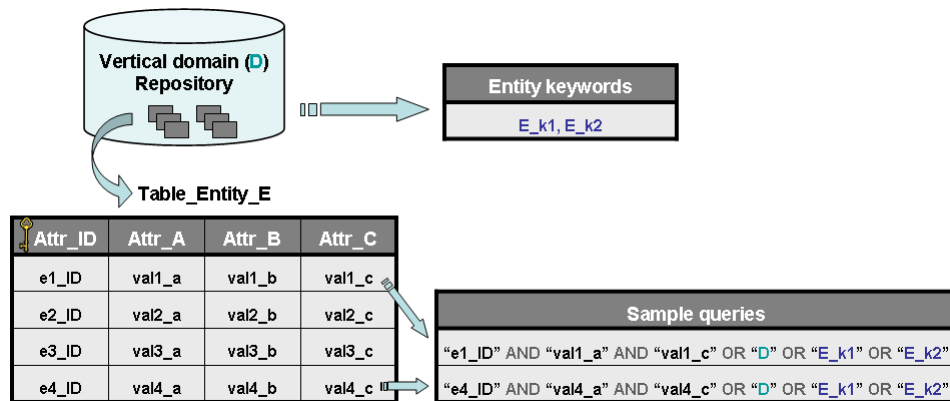 Vertical domain (D)
Repository
Entity keywords
E_k1, E_k2
Table_Entity_E
Attr_ID Attr_A Attr_B Attr_C
e1_ID val1_a val1_b val1_c
e2_ID val2_a val2_b val2_c
e3_ID val3_a val3_b val3_c
e4_ID val4_a val4_b val4_c
Sample queries
“e1_ID” AND “val1_a” AND “val1_c” OR “D” OR “E_k1” OR “E_k2”
“e4_ID” AND “val4_a” AND “val4_c” OR “D” OR “E_k1” OR “E_k2”